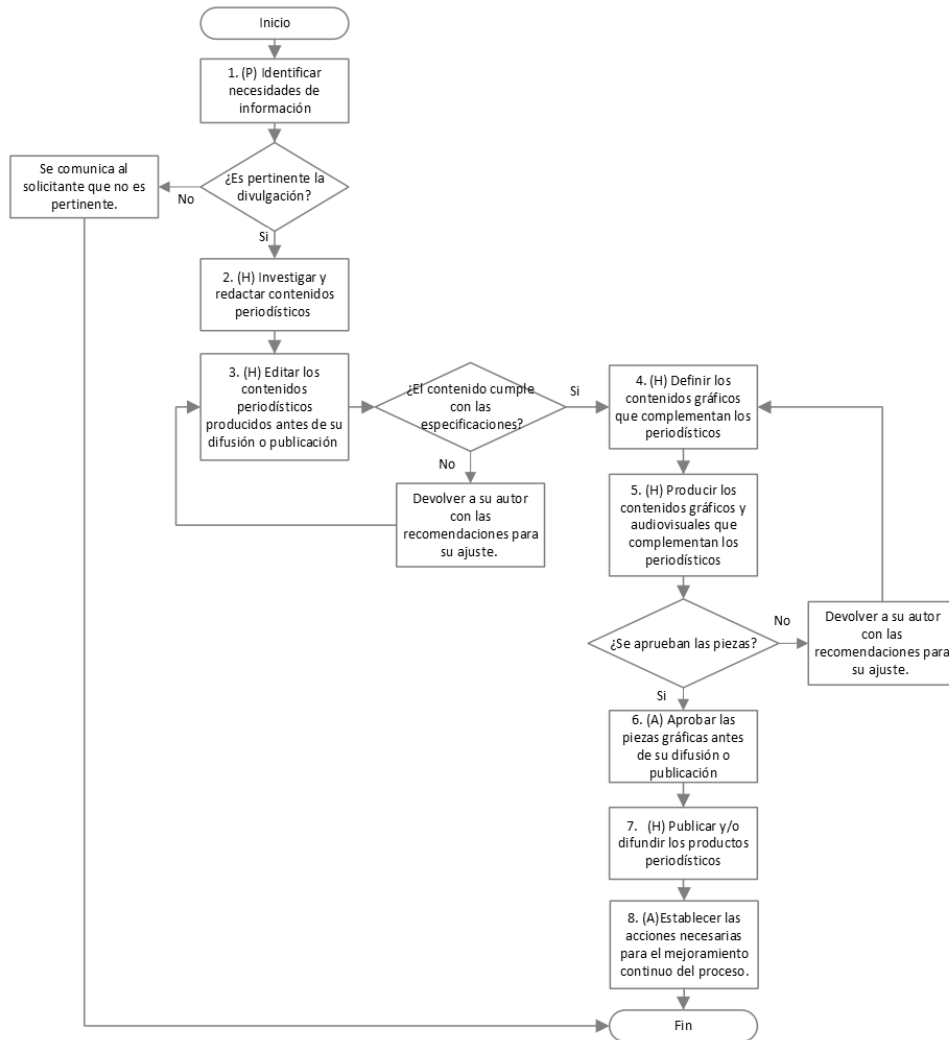 Inicio
1. (P) Identificar
necesidades de
información
¿Es pertinente la
divulgación?
No
Se comunica al
solicitante que no es
pertinente.
Si
2. (H) Investigar y
redactar contenidos
periodísticos
3. (H) Editar los
contenidos
periodísticos
producidos antes de su
difusión o publicación
¿El contenido cumple
con las
especificaciones?
Si
No
Devolver a su autor
con las
recomendaciones para
su ajuste.
4. (H) Definir los
contenidos gráficos
que complementan los
periodísticos
5. (H) Producir los
contenidos gráficos y
audiovisuales que
complementan los
periodísticos
¿Se aprueban las piezas?
No
Devolver a su autor
con las
recomendaciones para
su ajuste.
Si
6. (A) Aprobar las
piezas gráficas antes
de su difusión o
publicación
7. (H) Publicar y/o
difundir los productos
periodísticos
8. (A)Establecer las
acciones necesarias
para el mejoramiento
continuo del proceso.
Fin